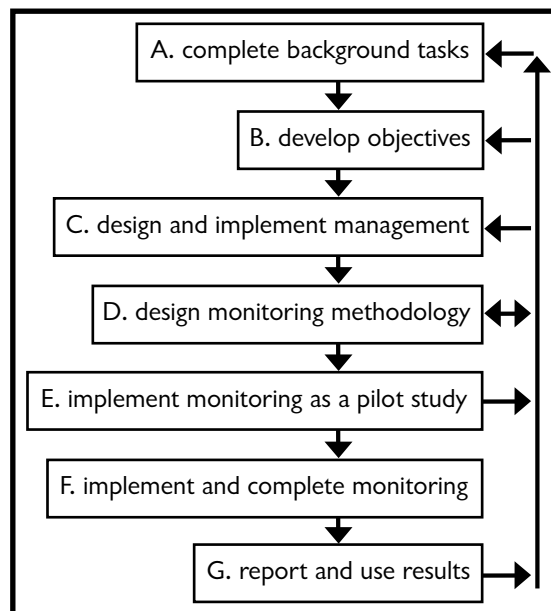 A. complete background tasks
B. develop objectives
C. design and implement management
D. design monitoring methodology
E. implement monitoring as a pilot study
F. implement and complete monitoring
G. report and use results